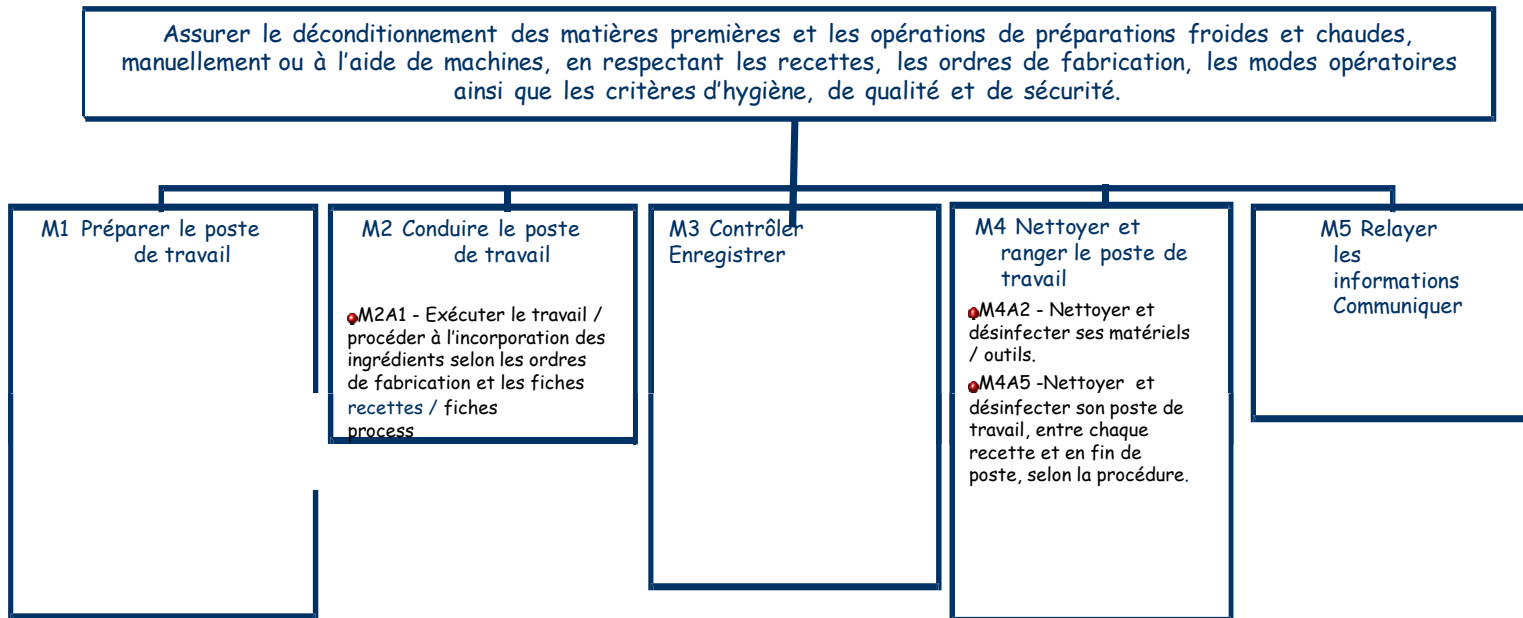 Assurer le déconditionnement des matières premières et les opérations de préparations froides et chaudes,
manuellement ou à l'aide de machines, en respectant les recettes, les ordres de fabrication, les modes opératoires
ainsi que les critères d'hygiène, de qualité et de sécurité.
M1 Préparer le poste
de travail
M2 Conduire le poste
de travail
M2A1 - Exécuter le travail /
procéder à l'incorporation des
ingrédients selon les ordres
de fabrication et les fiches
recettes / fiches
process
M3 Contrôler
Enregistrer
M4 Nettoyer et
ranger le poste de
travail
M4A2 - Nettoyer et
désinfecter ses matériels
/ outils.
M4A5 -Nettoyer et
désinfecter son poste de
travail, entre chaque
recette et en fin de
poste, selon la procédure.
M5 Relayer
les
informations
Communiquer